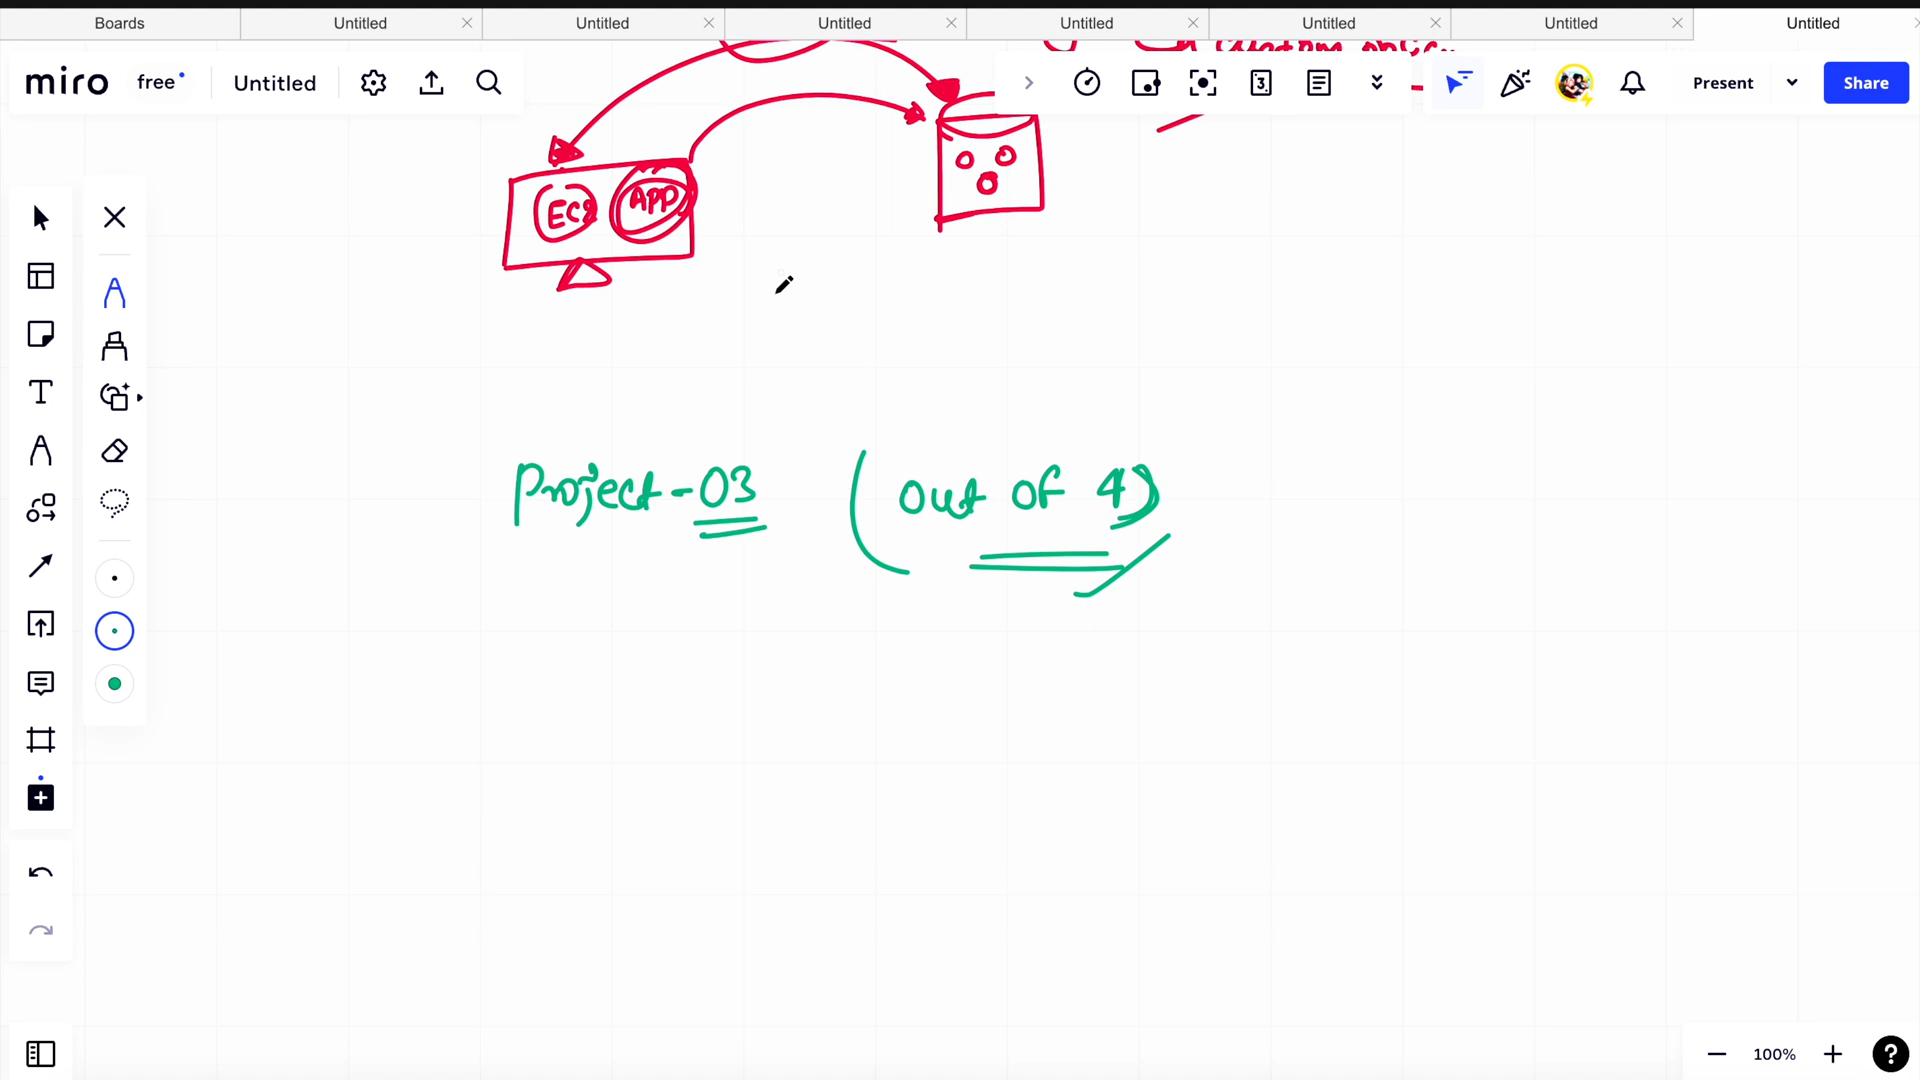 Boards Untitled Untitled Untitled Untitled Untitled Untitled Untitled
miro free Untitled Present Share
3
APP
Project-03 (out of 4)
100%
?